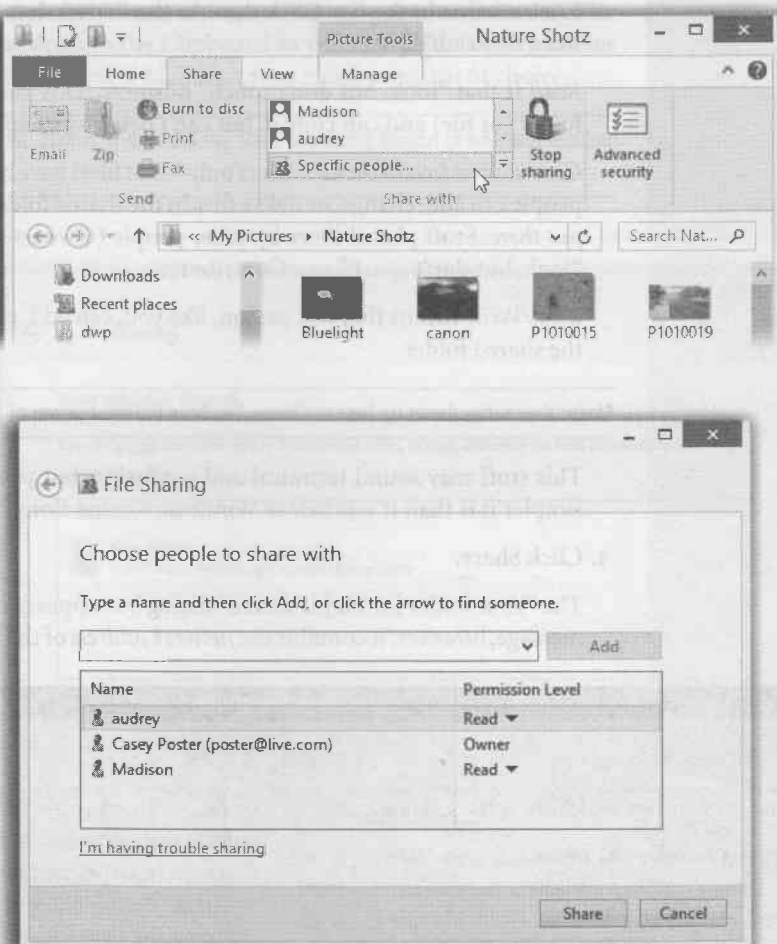 Picture Tools
Nature Shotz
File Home Share View Manage
Email
Zip
Burn to disc
Print
Fax
Send
Madison
audrey
Specific people...
Share with
Stop sharing
Advanced security
« My Pictures Nature Shotz
Search Nat...
Downloads
Recent places
dwp
Bluelight
canon
P1010015
P1010019
File Sharing
Choose people to share with
Type a name and then click Add, or click the arrow to find someone.
Add
Name Permission Level
audrey Read
Casey Poster (poster@live.com) Owner
Madison Read
I'm having trouble sharing
Share Cancel